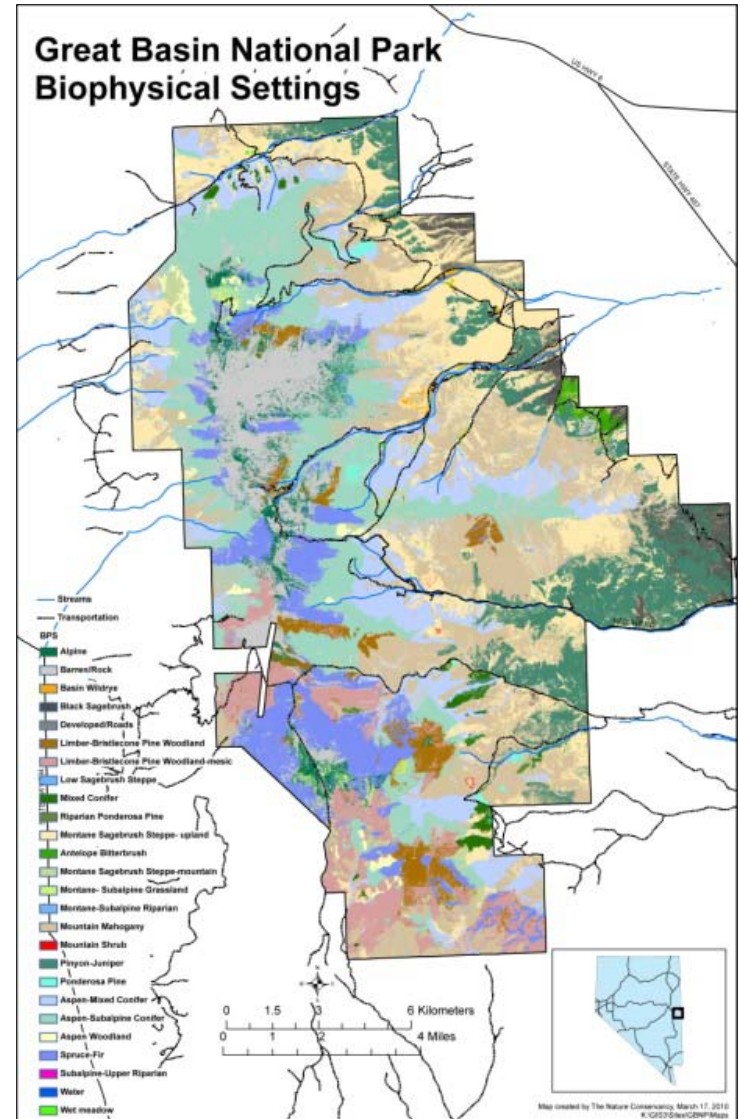 Great Basin National Park
Biophysical Settings
US HWY 6
STATE HWY 487
Streams
Transportation
BPS
Alpine
Barren/Rock
Basin Wildrye
Black Sagebrush
Developed/Roads
Limber-Bristlecone Pine Woodland
Limber-Bristlecone Pine Woodland-mesic
Low Sagebrush Steppe
Mixed Conifer
Riparian Ponderosa Pine
Montane Sagebrush Steppe- upland
Antelope Bitterbrush
Montane Sagebrush Steppe-mountain
Montane- Subalpine Grassland
Montane-Subalpine Riparian
Mountain Mahogany
Mountain Shrub
Pinyon-Juniper
Ponderosa Pine
Aspen-Mixed Conifer
Aspen-Subalpine Conifer
Aspen Woodland
Spruce-Fir
Subalpine-Upper Riparian
Water
Wet meadow
0 1.5 3 6 Kilometers
0 1 2 4 Miles
Map created by The Nature Conservancy, March 17, 2010